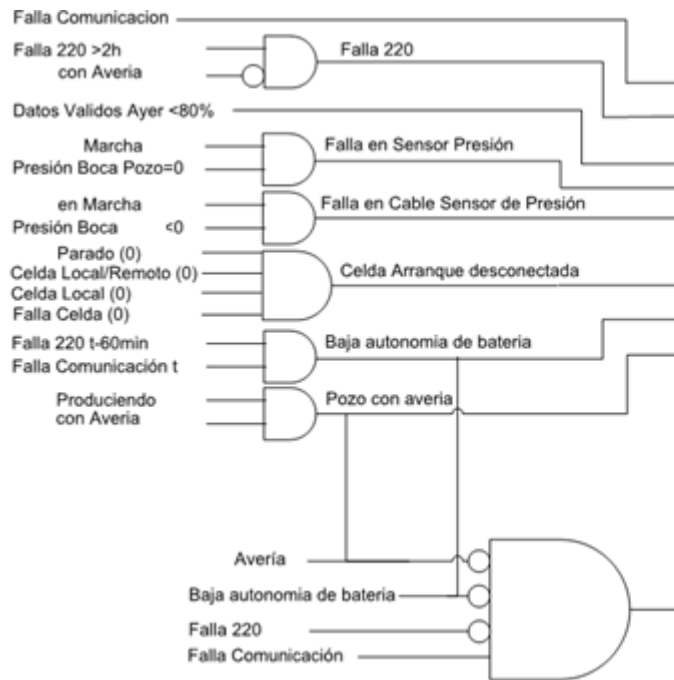 Falla Comunicacion
Falla 220 >2h
con Averia
Falla 220
Datos Validos Ayer <80%
Marcha
Presión Boca Pozo=0
Falla en Sensor Presión
en Marcha
Presión Boca <0
Falla en Cable Sensor de Presión
Parado (0)
Celda Local/Remoto (0)
Celda Local (0)
Falla Celda (0)
Celda Arranque desconectada
Falla 220 t-60min
Falla Comunicación t
Baja autonomia de bateria
Produciendo
con Averia
Pozo con averia
Avería
Baja autonomia de bateria
Falla 220
Falla Comunicación